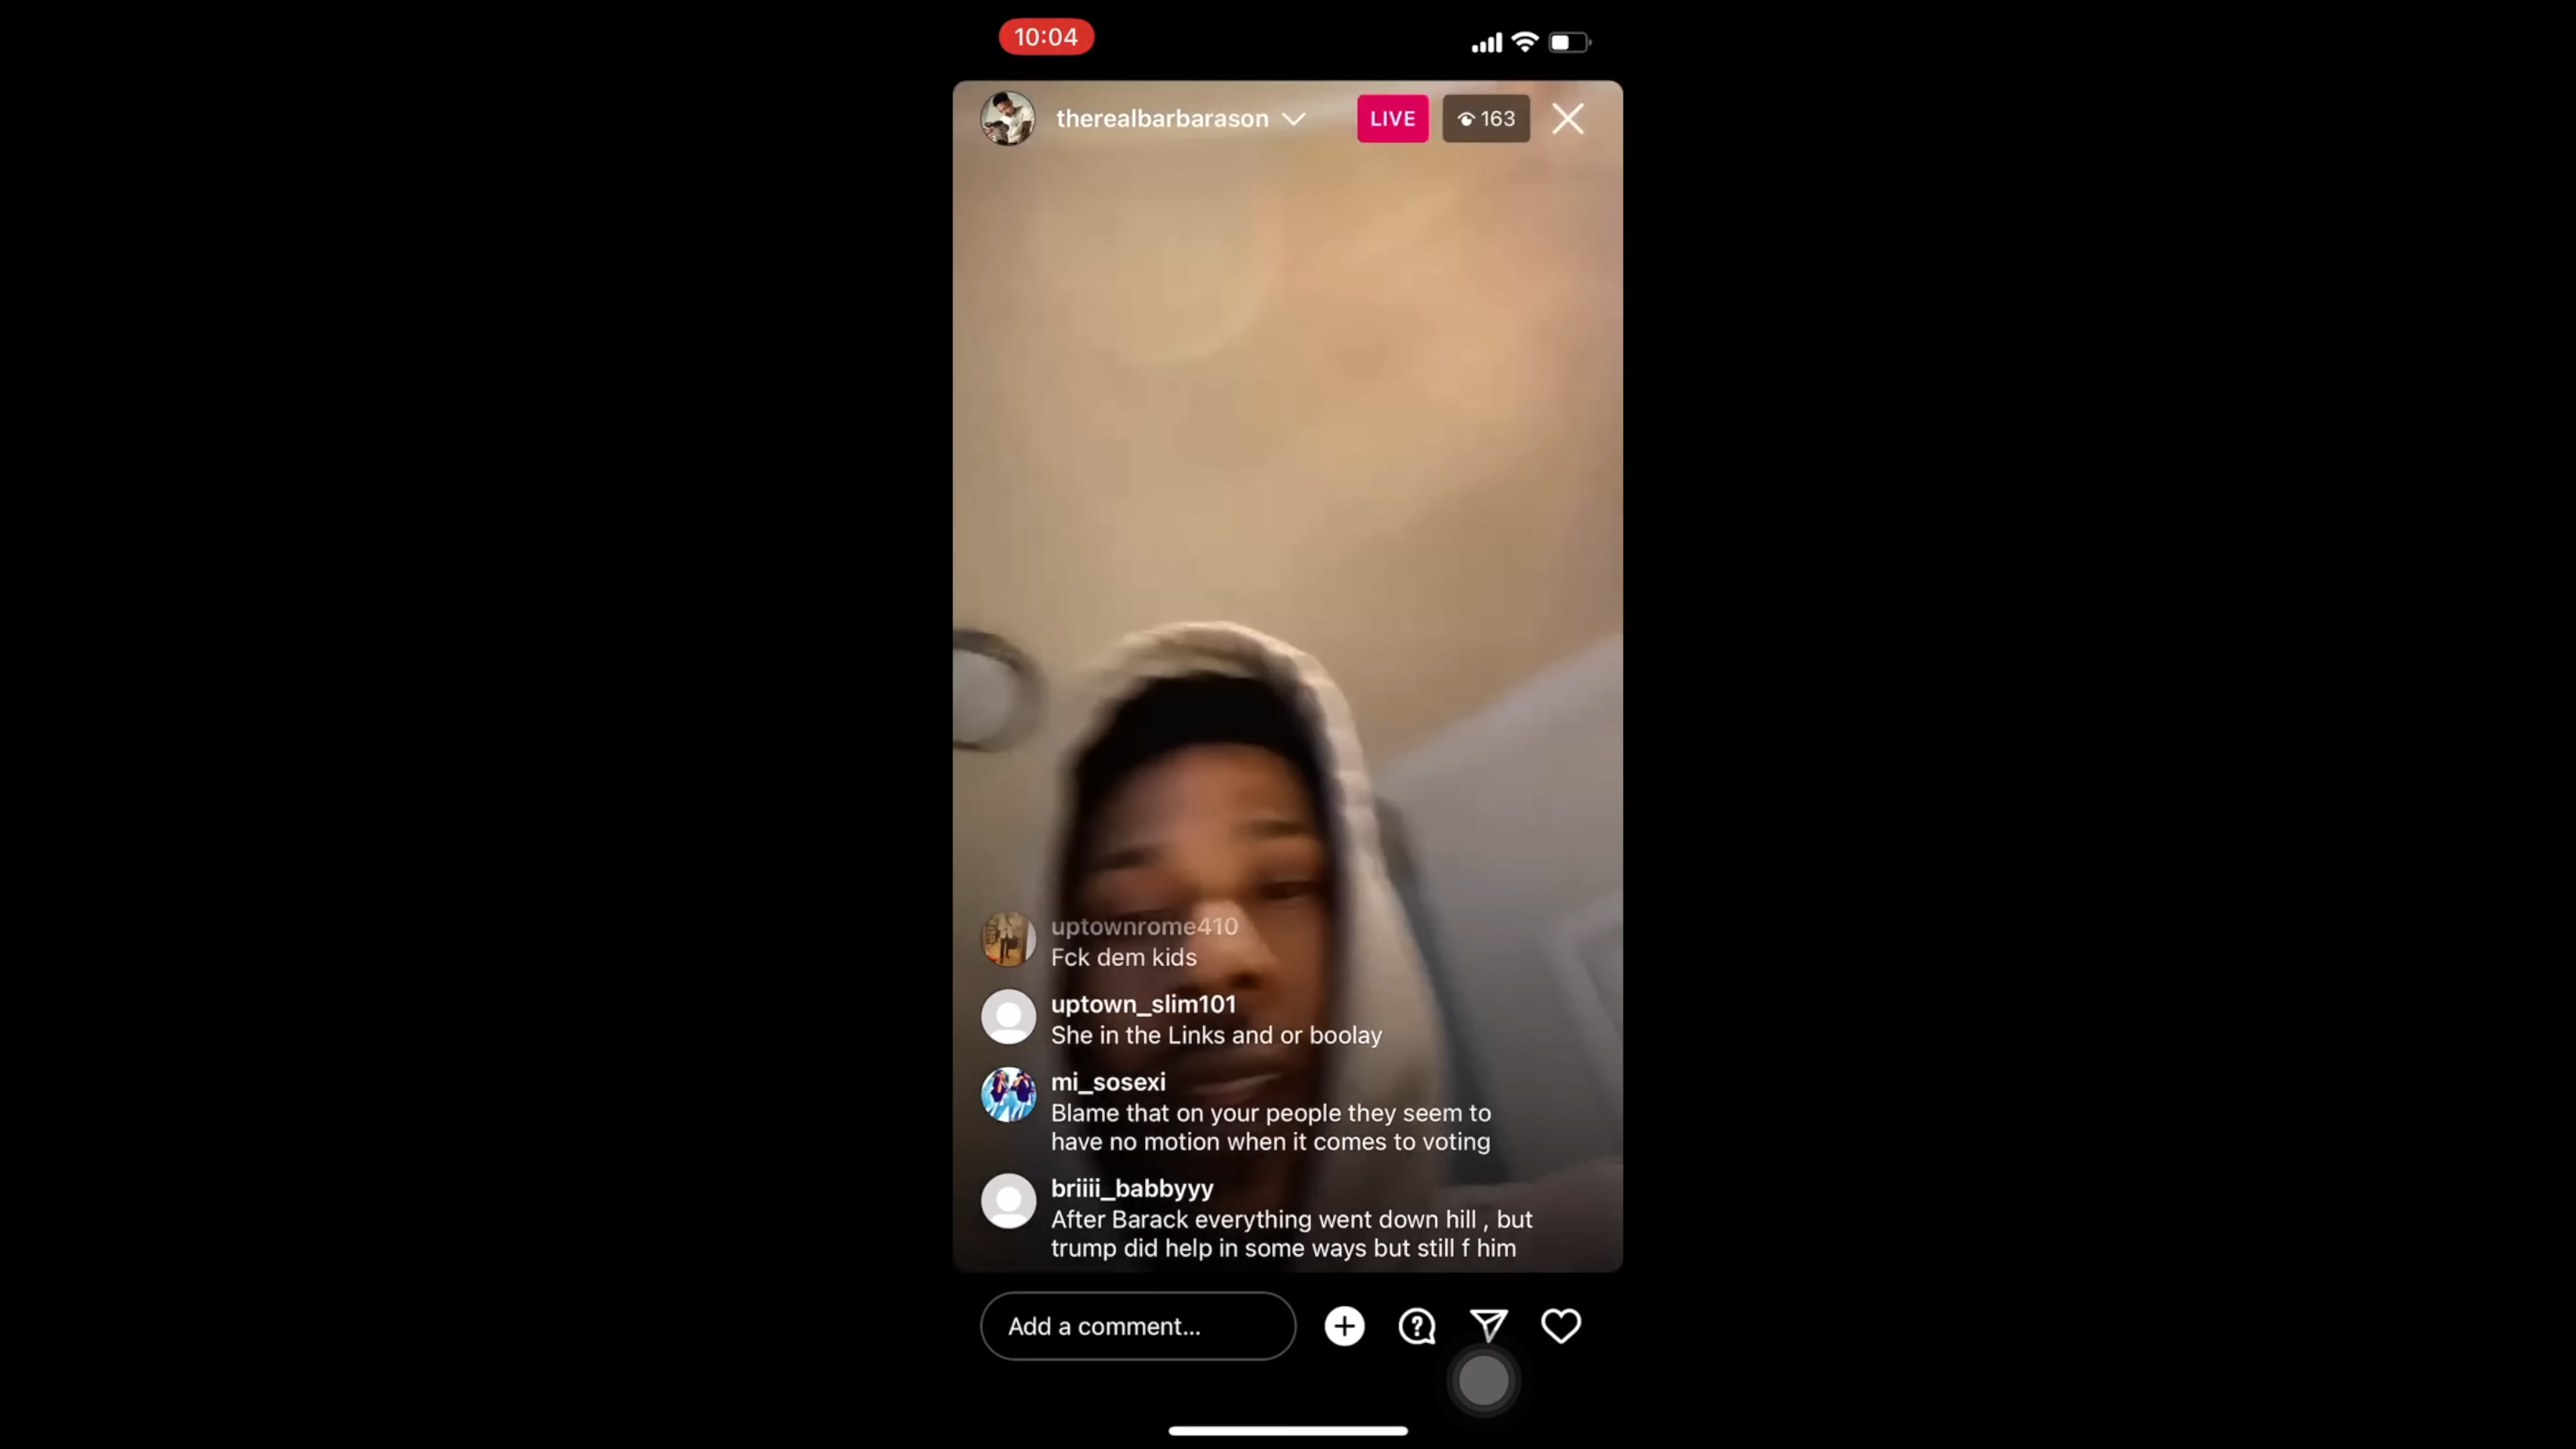 10:04
therealbarbarason
LIVE
163
uptownrome410
Fck dem kids
uptown_slim101
She in the Links and or boolay
mi_sosexi
Blame that on your people they seem to
have no motion when it comes to voting
briiii_babbyyy
After Barack everything went down hill , but
trump did help in some ways but still f him
Add a comment...